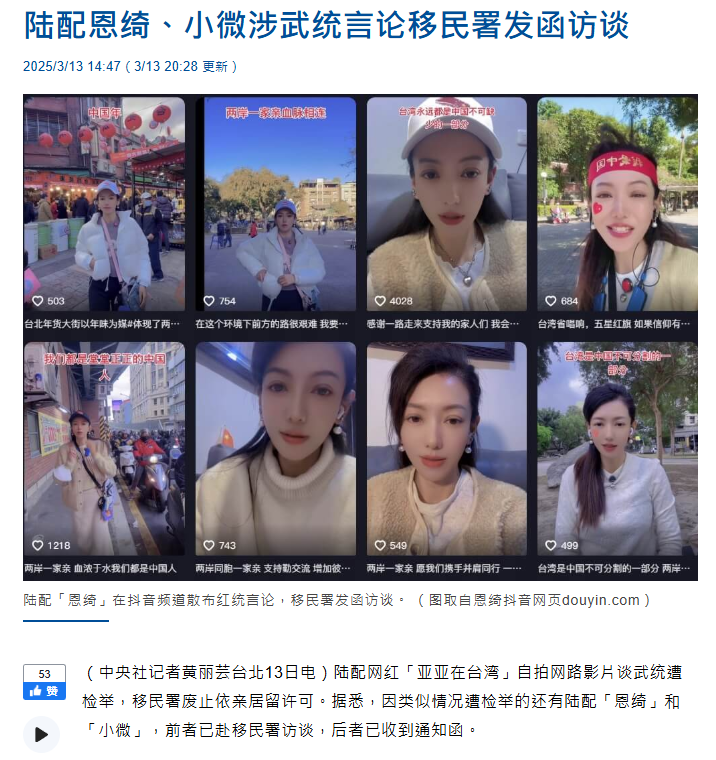 陆配恩绮、小微涉武统言论移民署发函访谈
2025/3/13 14:47（3/13 20:28 更新）
中国年
两岸一家亲血脉相连
台湾永远都是中国不可缺
少的一部分
503
754
4028
684
台北年货大街以年味为媒#体现了两…
在这个环境下前方的路很艰难 我要…
感谢一路走来支持我的家人们 我会…
台湾省唱响，五星红旗 如果信仰有…
我们都是堂堂正正的中国
人
台湾是中国不可分割的一
部分
1218
743
549
499
两岸一家亲 血浓于水我们都是中国人
两岸同胞一家亲 支持勤交流 增加彼…
两岸一家亲 愿我们携手并肩同行 一…
台湾是中国不可分割的一部分 两岸…
陆配「恩绮」在抖音频道散布红统言论，移民署发函访谈。（图取自恩绮抖音网页douyin.com）
53
赞
（中央社记者黄丽芸台北13日电）陆配网红「亚亚在台湾」自拍网路影片谈武统遭
检举，移民署废止依亲居留许可。据悉，因类似情况遭检举的还有陆配「恩绮」和
「小微」，前者已赴移民署访谈，后者已收到通知函。